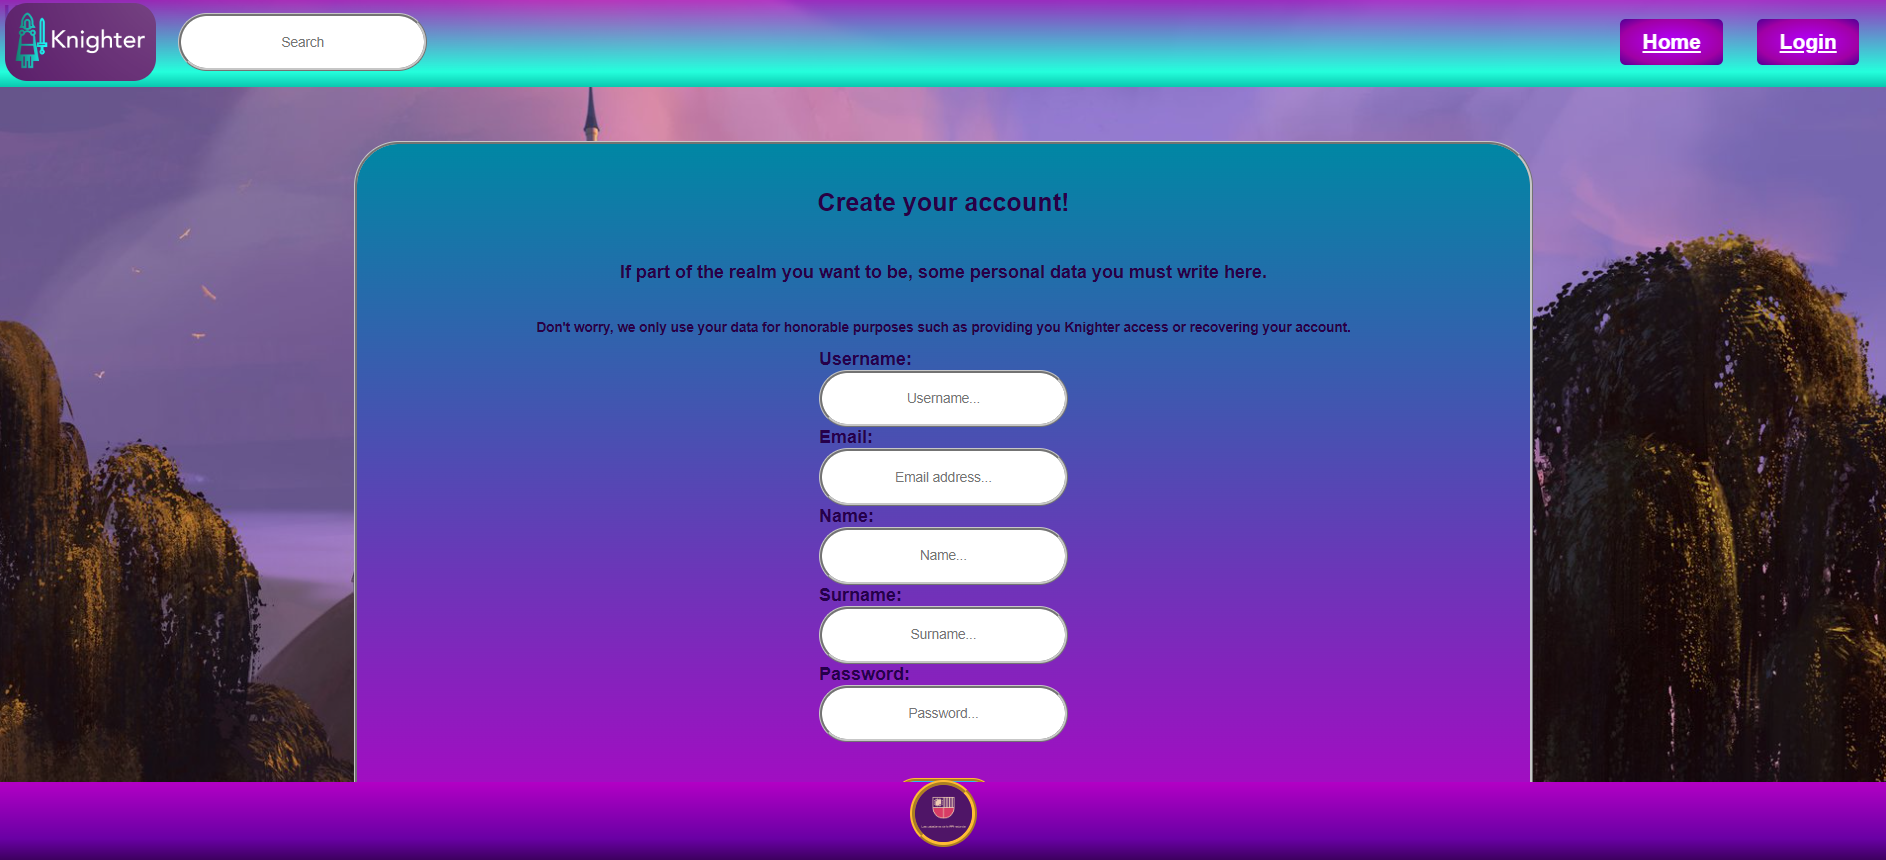 Knighter
Search
Home
Login
Create your account!
If part of the realm you want to be, some personal data you must write here.
Don't worry, we only use your data for honorable purposes such as providing you Knighter access or recovering your account.
Username:
Username...
Email:
Email address...
Name:
Name...
Surname:
Surname...
Password:
Password...